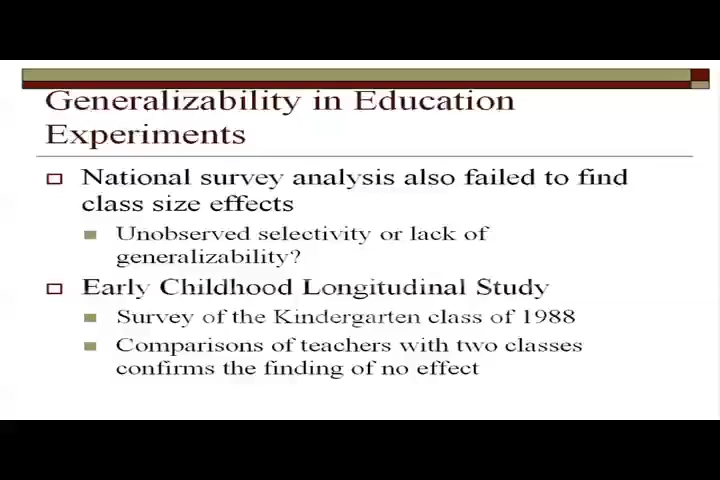 Generalizability in Education
Experiments
National survey analysis also failed to find
class size effects
Unobserved selectivity or lack of
generalizability?
Early Childhood Longitudinal Study
Survey of the Kindergarten class of 1988
Comparisons of teachers with two classes
confirms the finding of no effect